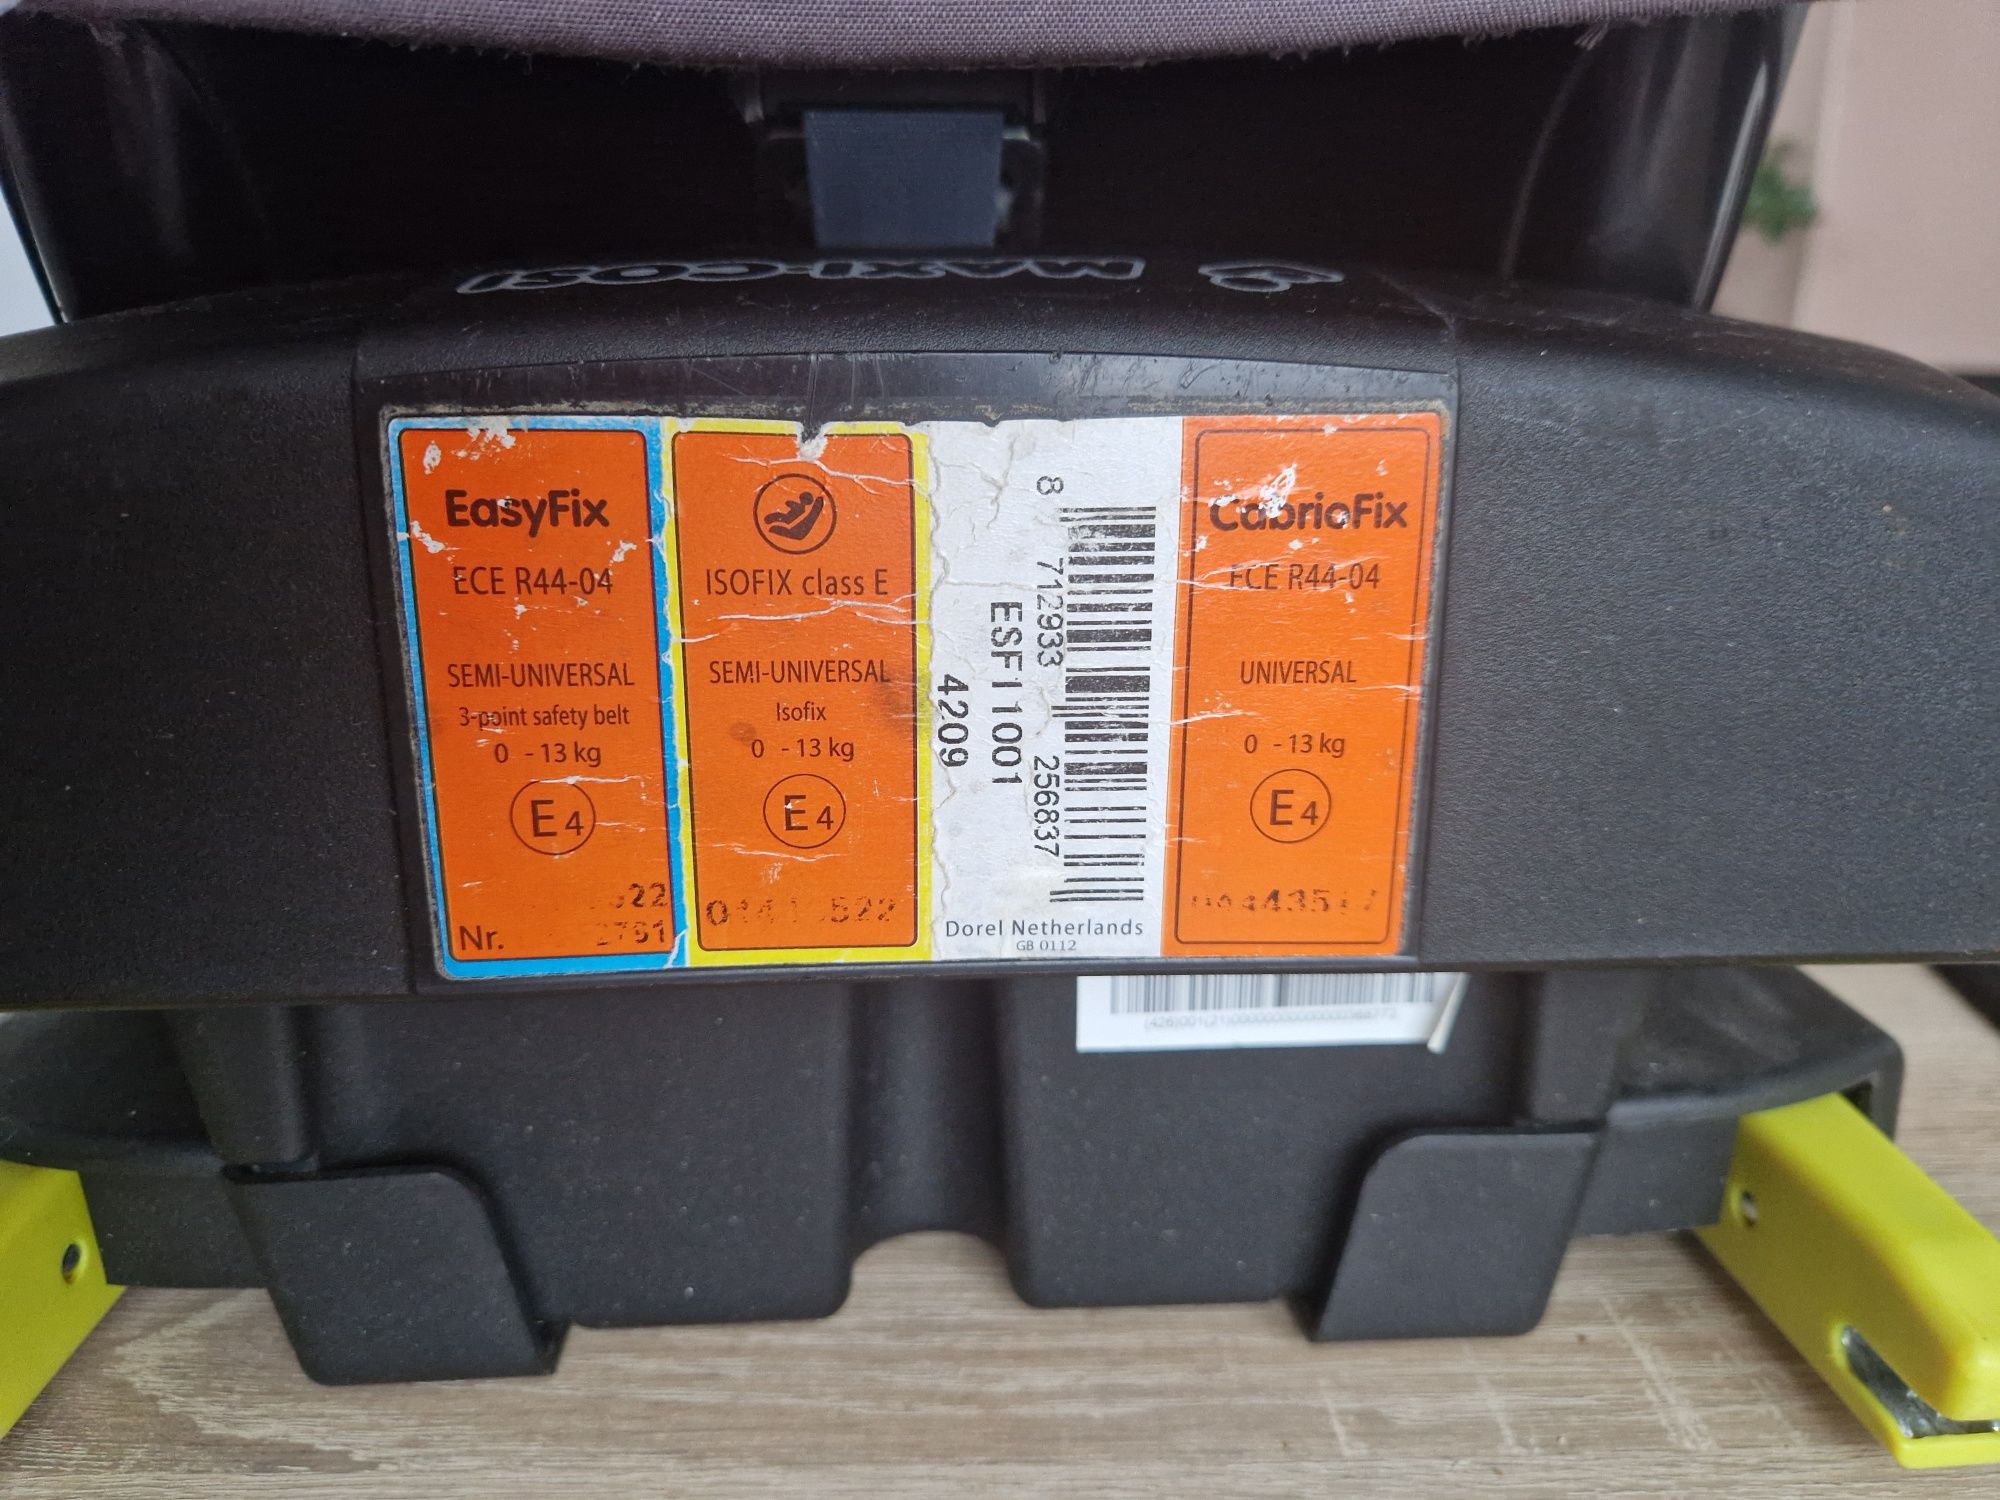 MAXI-COSI
EasyFix
ECE R44-04
SEMI-UNIVERSAL
3-point safety belt
0 - 13 kg
E4
22
Nr.
ISOFIX class E
SEMI-UNIVERSAL
Isofix
0 - 13 kg
E4
8 712933 256837
ESF11001
4209
Dorel Netherlands
GB 0112
CabrioFix
ECE R44-04
UNIVERSAL
0 - 13 kg
E4